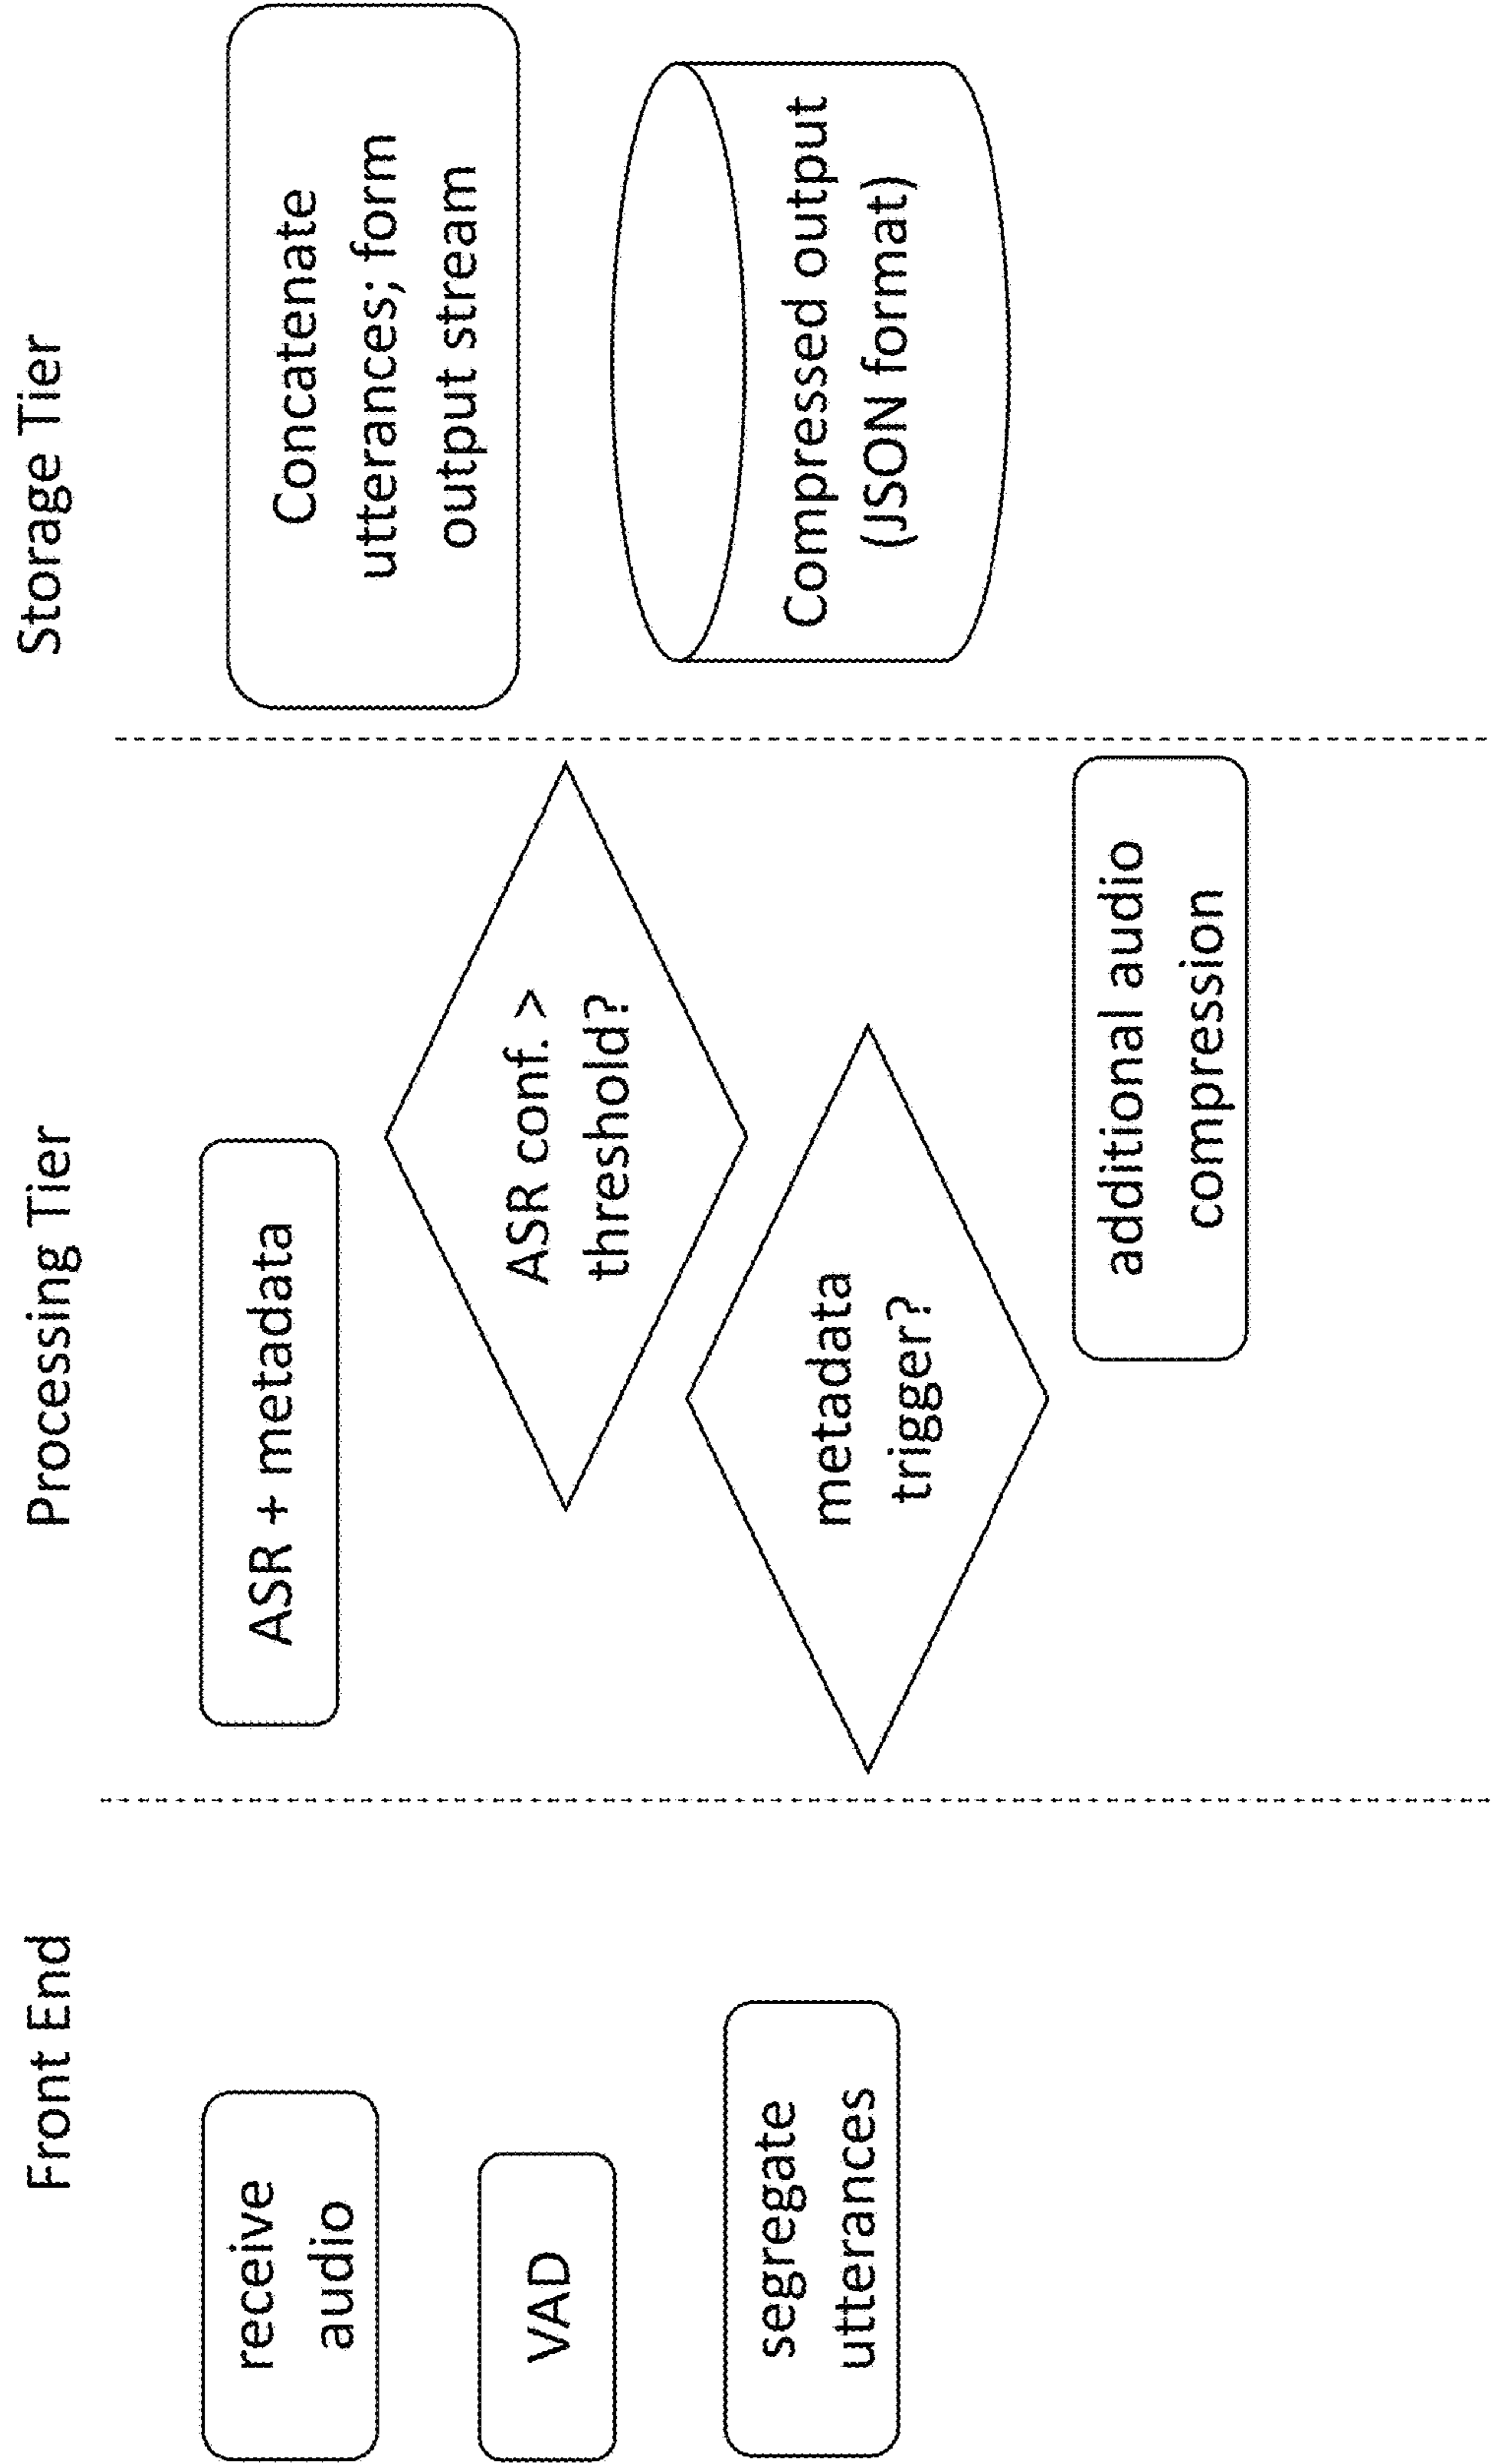 Front End
receive
audio
VAD
segregate
utterances
Processing Tier
ASR + metadata
ASR conf. >
threshold?
metadata
trigger?
additional audio
compression
Storage Tier
Concatenate
utterances; form
output stream
Compressed output
(JSON format)